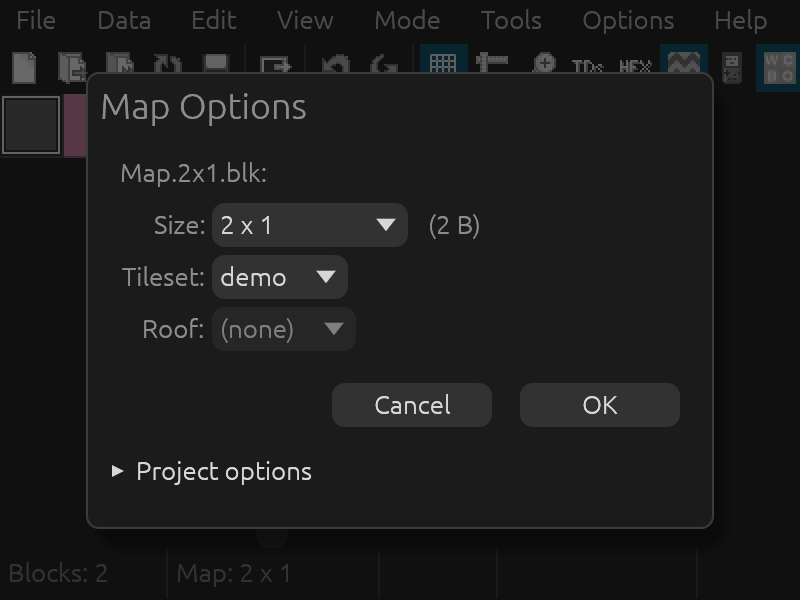 File Data Edit View Mode Tools Options Help
TDs HEX W C B O
Map Options
Map.2x1.blk:
Size: 2 x 1 (2 B)
Tileset: demo
Roof: (none)
Cancel OK
Project options
Blocks: 2 Map: 2 x 1